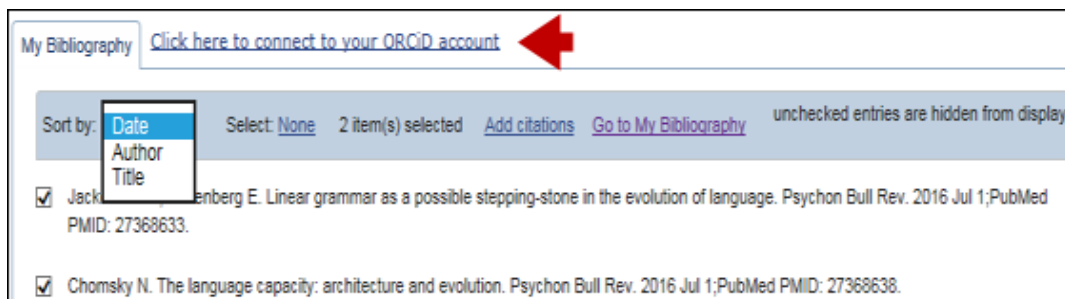 My Bibliography Click here to connect to your ORCiD account
Sort by: Date Select: None 2 item(s) selected Add citations Go to My Bibliography unchecked entries are hidden from display
Author
Title
enberg E. Linear grammar as a possible stepping-stone in the evolution of language. Psychon Bull Rev. 2016 Jul 1;PubMed
PMID: 27368633.
Chomsky N. The language capacity: architecture and evolution. Psychon Bull Rev. 2016 Jul 1;PubMed PMID: 27368638.